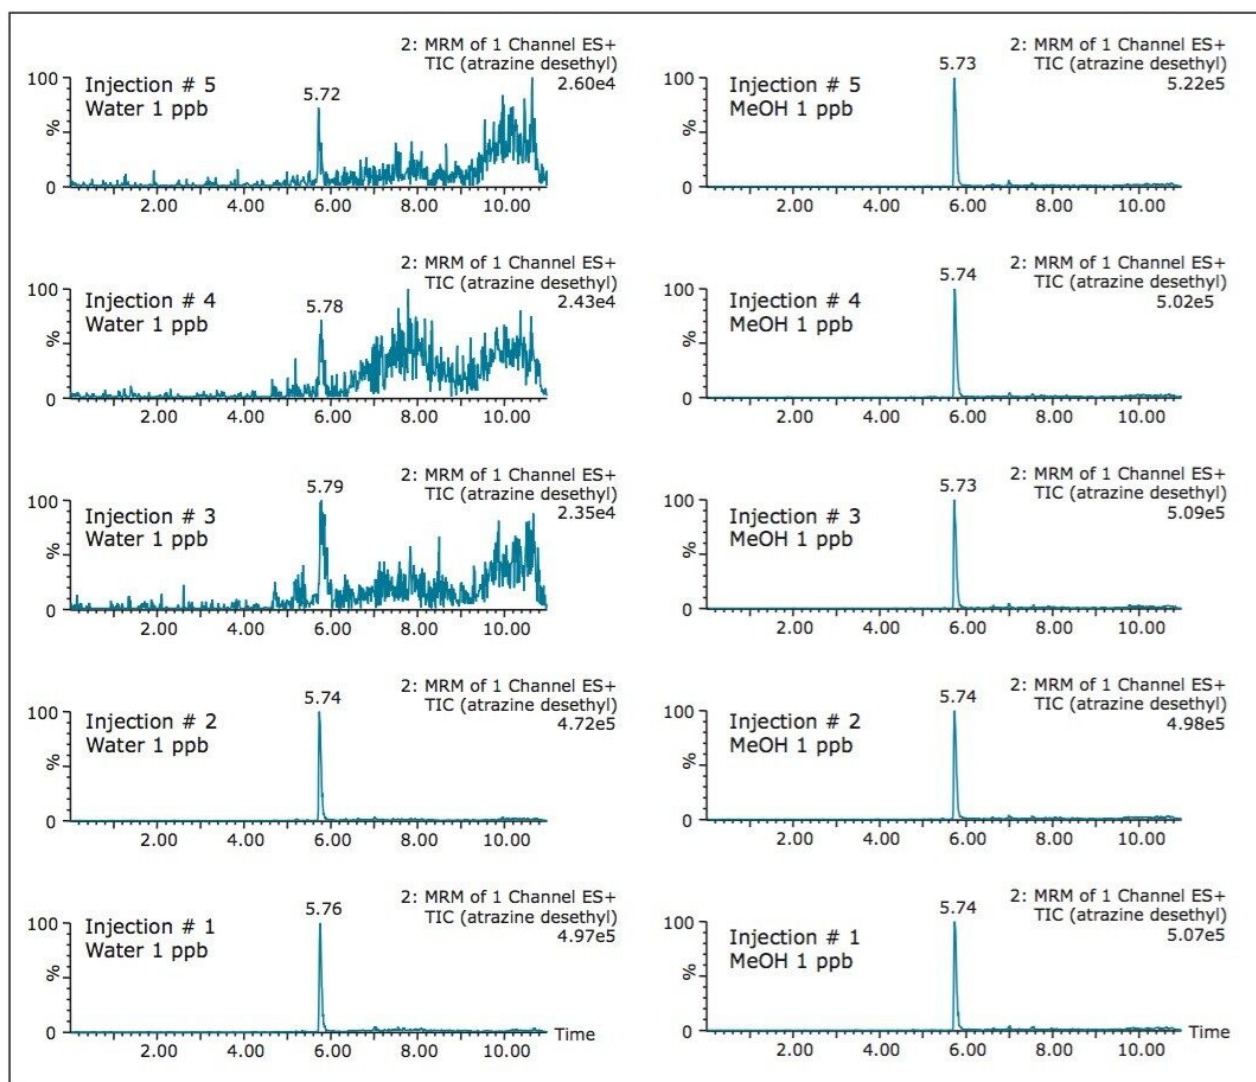 2: MRM of 1 Channel ES+
TIC (atrazine desethyl)
2.60e4
Injection # 5
Water 1 ppb
5.72
100
%
0
2.00 4.00 6.00 8.00 10.00
2: MRM of 1 Channel ES+
TIC (atrazine desethyl)
5.22e5
Injection # 5
MeOH 1 ppb
5.73
100
%
0
2.00 4.00 6.00 8.00 10.00
2: MRM of 1 Channel ES+
TIC (atrazine desethyl)
2.43e4
Injection # 4
Water 1 ppb
5.78
100
%
0
2.00 4.00 6.00 8.00 10.00
2: MRM of 1 Channel ES+
TIC (atrazine desethyl)
5.02e5
Injection # 4
MeOH 1 ppb
5.74
100
%
0
2.00 4.00 6.00 8.00 10.00
2: MRM of 1 Channel ES+
TIC (atrazine desethyl)
2.35e4
Injection # 3
Water 1 ppb
5.79
100
%
0
2.00 4.00 6.00 8.00 10.00
2: MRM of 1 Channel ES+
TIC (atrazine desethyl)
5.09e5
Injection # 3
MeOH 1 ppb
5.73
100
%
0
2.00 4.00 6.00 8.00 10.00
2: MRM of 1 Channel ES+
TIC (atrazine desethyl)
4.72e5
Injection # 2
Water 1 ppb
5.74
100
%
0
2.00 4.00 6.00 8.00 10.00
2: MRM of 1 Channel ES+
TIC (atrazine desethyl)
4.98e5
Injection # 2
MeOH 1 ppb
5.74
100
%
0
2.00 4.00 6.00 8.00 10.00
2: MRM of 1 Channel ES+
TIC (atrazine desethyl)
4.97e5
Injection # 1
Water 1 ppb
5.76
100
%
0
Time
2.00 4.00 6.00 8.00 10.00
2: MRM of 1 Channel ES+
TIC (atrazine desethyl)
5.07e5
Injection # 1
MeOH 1 ppb
5.74
100
%
0
Time
2.00 4.00 6.00 8.00 10.00